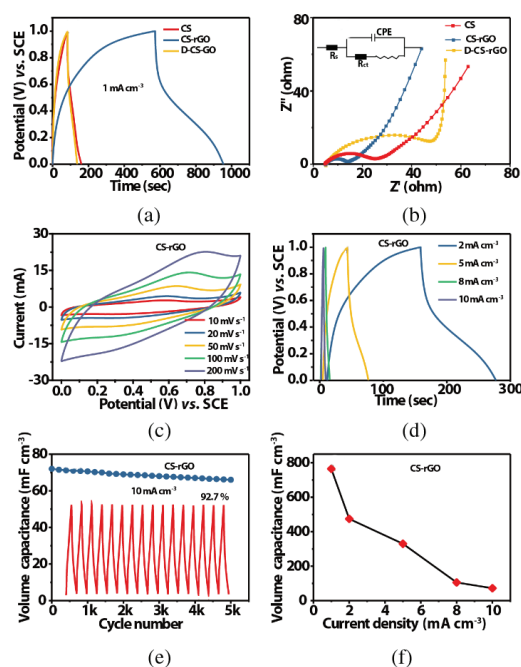 CS
CS-rGO
D-CS-GO
1 mA cm⁻³
Potential (V) vs. SCE
1.0
0.8
0.6
0.4
0.2
0.0
0 200 400 600 800 1000
Time (sec)
(a)
CPE
Rs
Rct
CS
CS-rGO
D-CS-rGO
Z'' (ohm)
80
60
40
20
0
0 20 40 60 80
Z' (ohm)
(b)
CS-rGO
Current (mA)
30
15
0
-15
-30
10 mV s⁻¹
20 mV s⁻¹
50 mV s⁻¹
100 mV s⁻¹
200 mV s⁻¹
0.0 0.2 0.4 0.6 0.8 1.0
Potential (V) vs. SCE
(c)
CS-rGO
2 mA cm⁻³
5 mA cm⁻³
8 mA cm⁻³
10 mA cm⁻³
Potential (V) vs. SCE
1.0
0.8
0.6
0.4
0.2
0.0
0 100 200 300
Time (sec)
(d)
Volume capacitance (mF cm⁻³)
80
60
40
20
0
CS-rGO
10 mA cm⁻³
92.7 %
0 1k 2k 3k 4k 5k
Cycle number
(e)
Volume capacitance (mF cm⁻³)
800
600
400
200
0
CS-rGO
2 4 6 8 10
Current density (mA cm⁻³)
(f)